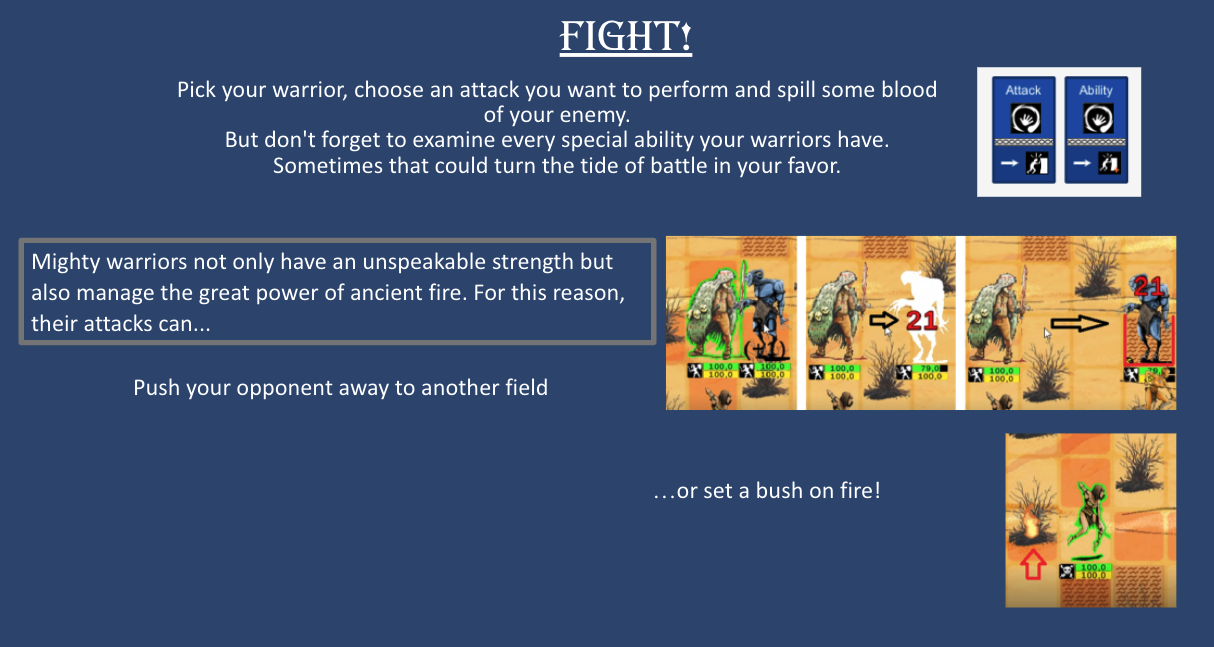 FIGHT!
Pick your warrior, choose an attack you want to perform and spill some blood
of your enemy.
But don't forget to examine every special ability your warriors have.
Sometimes that could turn the tide of battle in your favor.
Attack Ability
Mighty warriors not only have an unspeakable strength but
also manage the great power of ancient fire. For this reason,
their attacks can...
21
21
100,0 100,0 100,0 79,0 100,0
100,0 100,0 100,0 100,0 100,0
Push your opponent away to another field
...or set a bush on fire!
100,0
100,0